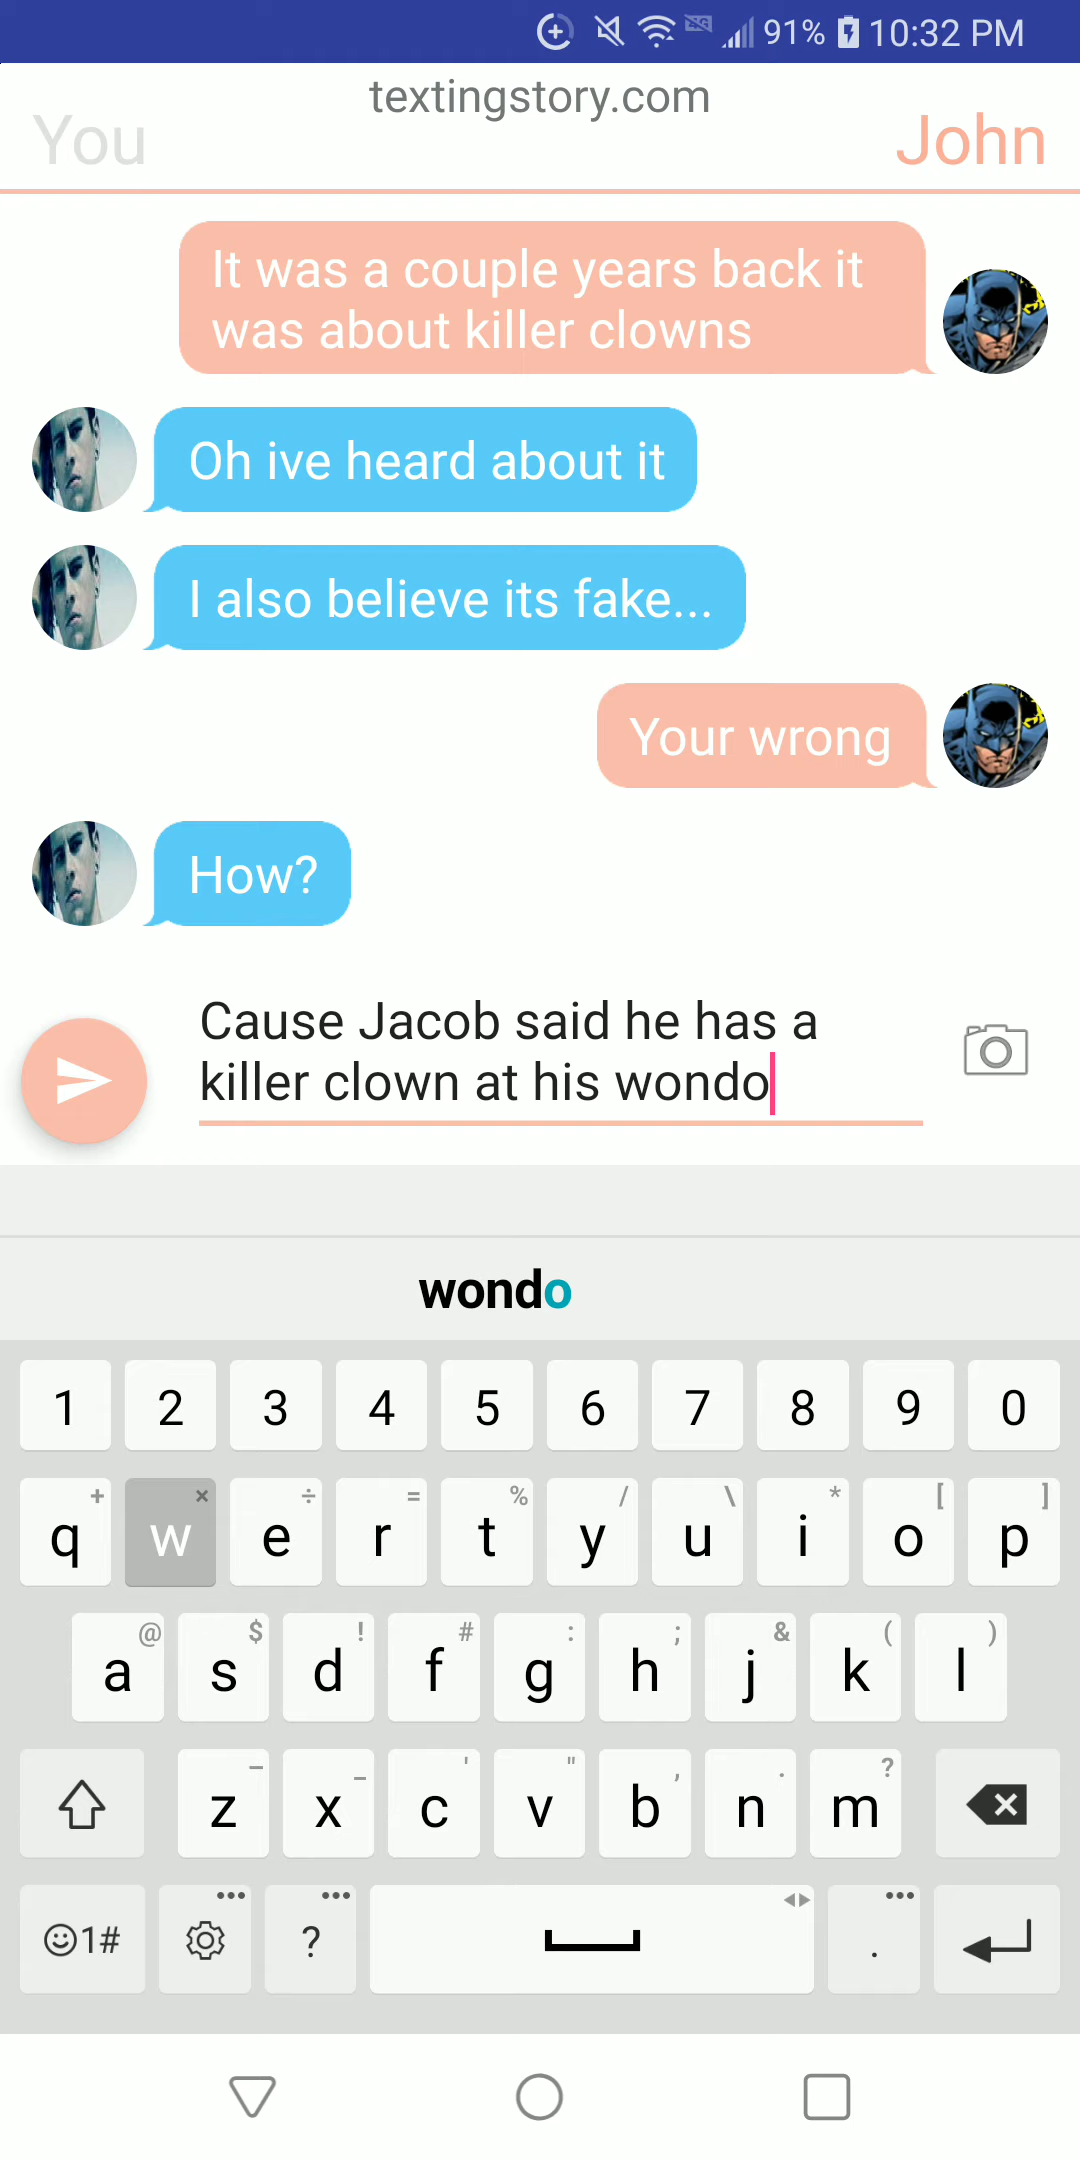 91% 10:32 PM
textingstory.com
You John
It was a couple years back it
was about killer clowns
Oh ive heard about it
I also believe its fake...
Your wrong
How?
Cause Jacob said he has a
killer clown at his wondo
wondo
1 2 3 4 5 6 7 8 9 0
+ × ÷ = % / \ * [ ]
q w e r t y u i o p
@ $ ! # : ; & ( )
a s d f g h j k l
– _ ' " , . ?
z x c v b n m
1# ? .